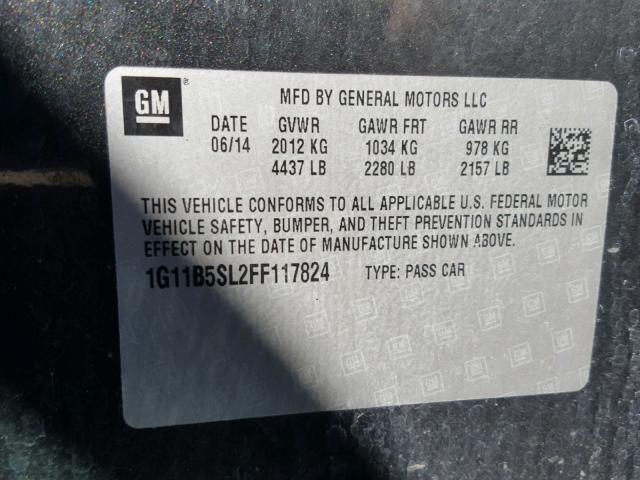 GM ®
MFD BY GENERAL MOTORS LLC
DATE GVWR GAWR FRT GAWR RR
06/14 2012 KG 1034 KG 978 KG
4437 LB 2280 LB 2157 LB
THIS VEHICLE CONFORMS TO ALL APPLICABLE U.S. FEDERAL MOTOR
VEHICLE SAFETY, BUMPER, AND THEFT PREVENTION STANDARDS IN
EFFECT ON THE DATE OF MANUFACTURE SHOWN ABOVE.
1G11B5SL2FF117824 TYPE: PASS CAR